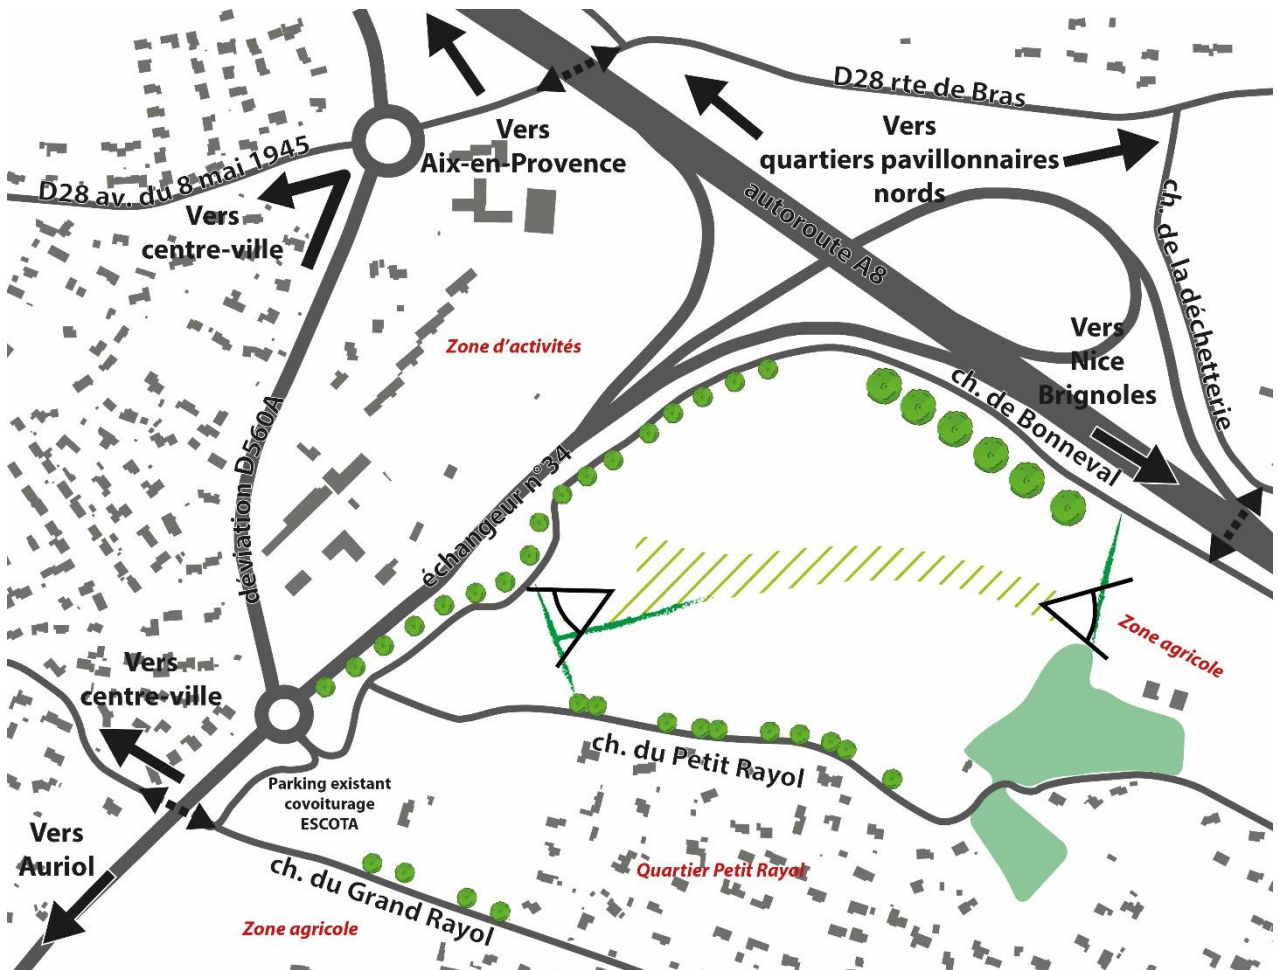 D28 rte de Bras
Vers
Aix-en-Provence
Vers
quartiers pavillonnaires
nords
D28 av. du 8 mai 1945
Vers
centre-ville
autoroute A8
ch. de la déchetterie
Zone d'activités
Vers
Nice
Brignoles
ch. de Bonneval
déviation D560A
échangeur n°34
Zone agricole
Vers
centre-ville
ch. du Petit Rayol
Parking existant
covoiturage
ESCOTA
Vers
Auriol
ch. du Grand Rayol
Quartier Petit Rayol
Zone agricole